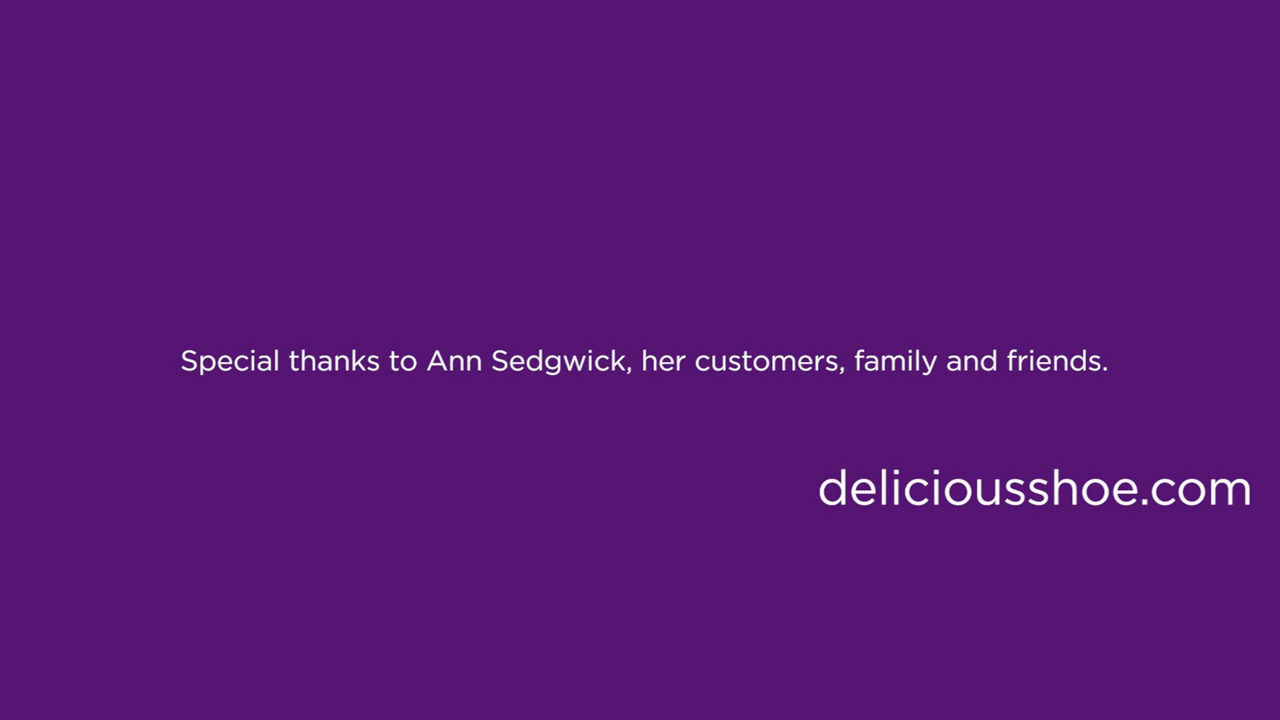 Special thanks to Ann Sedgwick, her customers, family and friends.
deliciousshoe.com